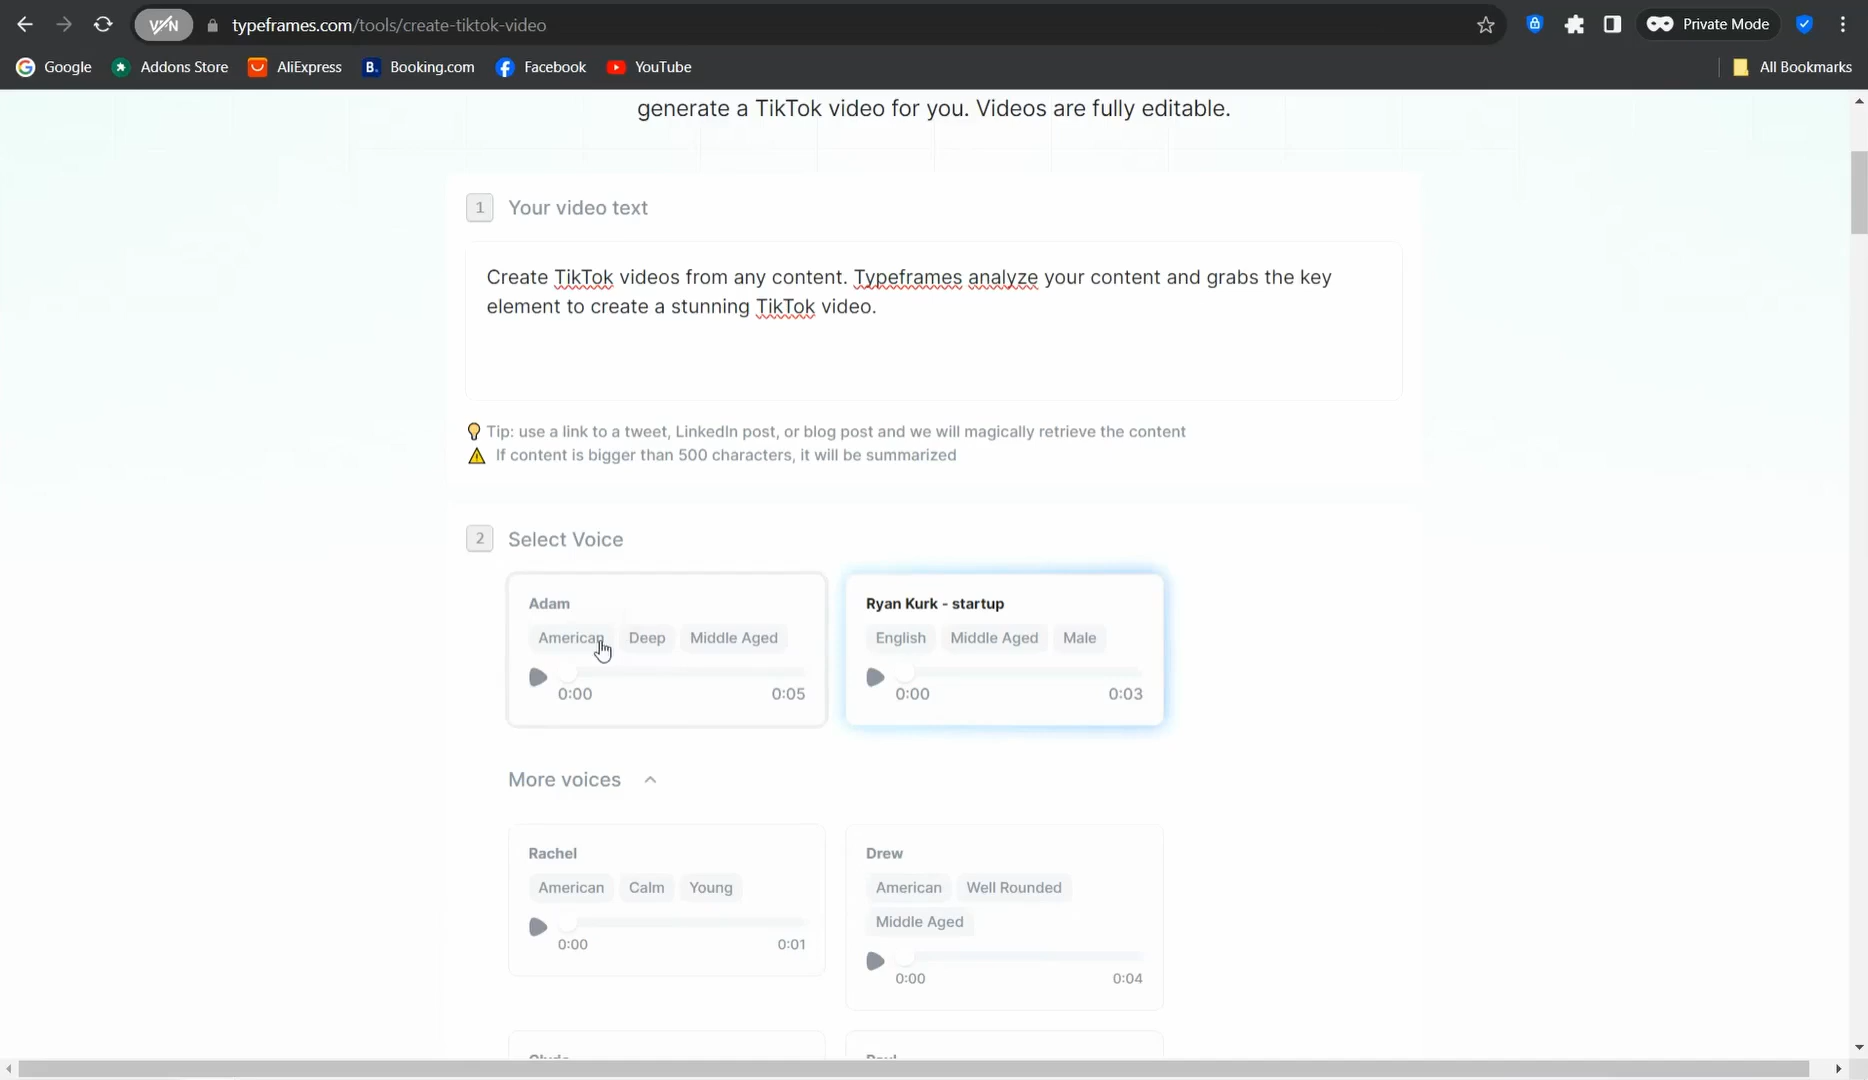 VPN
typeframes.com/tools/create-tiktok-video
Private Mode
Google
Addons Store
AliExpress
B.
Booking.com
Facebook
YouTube
All Bookmarks
generate a TikTok video for you. Videos are fully editable.
1
Your video text
Create TikTok videos from any content. Typeframes analyze your content and grabs the key
element to create a stunning TikTok video.
Tip: use a link to a tweet, LinkedIn post, or blog post and we will magically retrieve the content
If content is bigger than 500 characters, it will be summarized
2
Select Voice
Adam
American Deep Middle Aged
0:00 0:05
Ryan Kurk - startup
English Middle Aged Male
0:00 0:03
More voices
Rachel
American Calm Young
0:00 0:01
Drew
American Well Rounded
Middle Aged
0:00 0:04